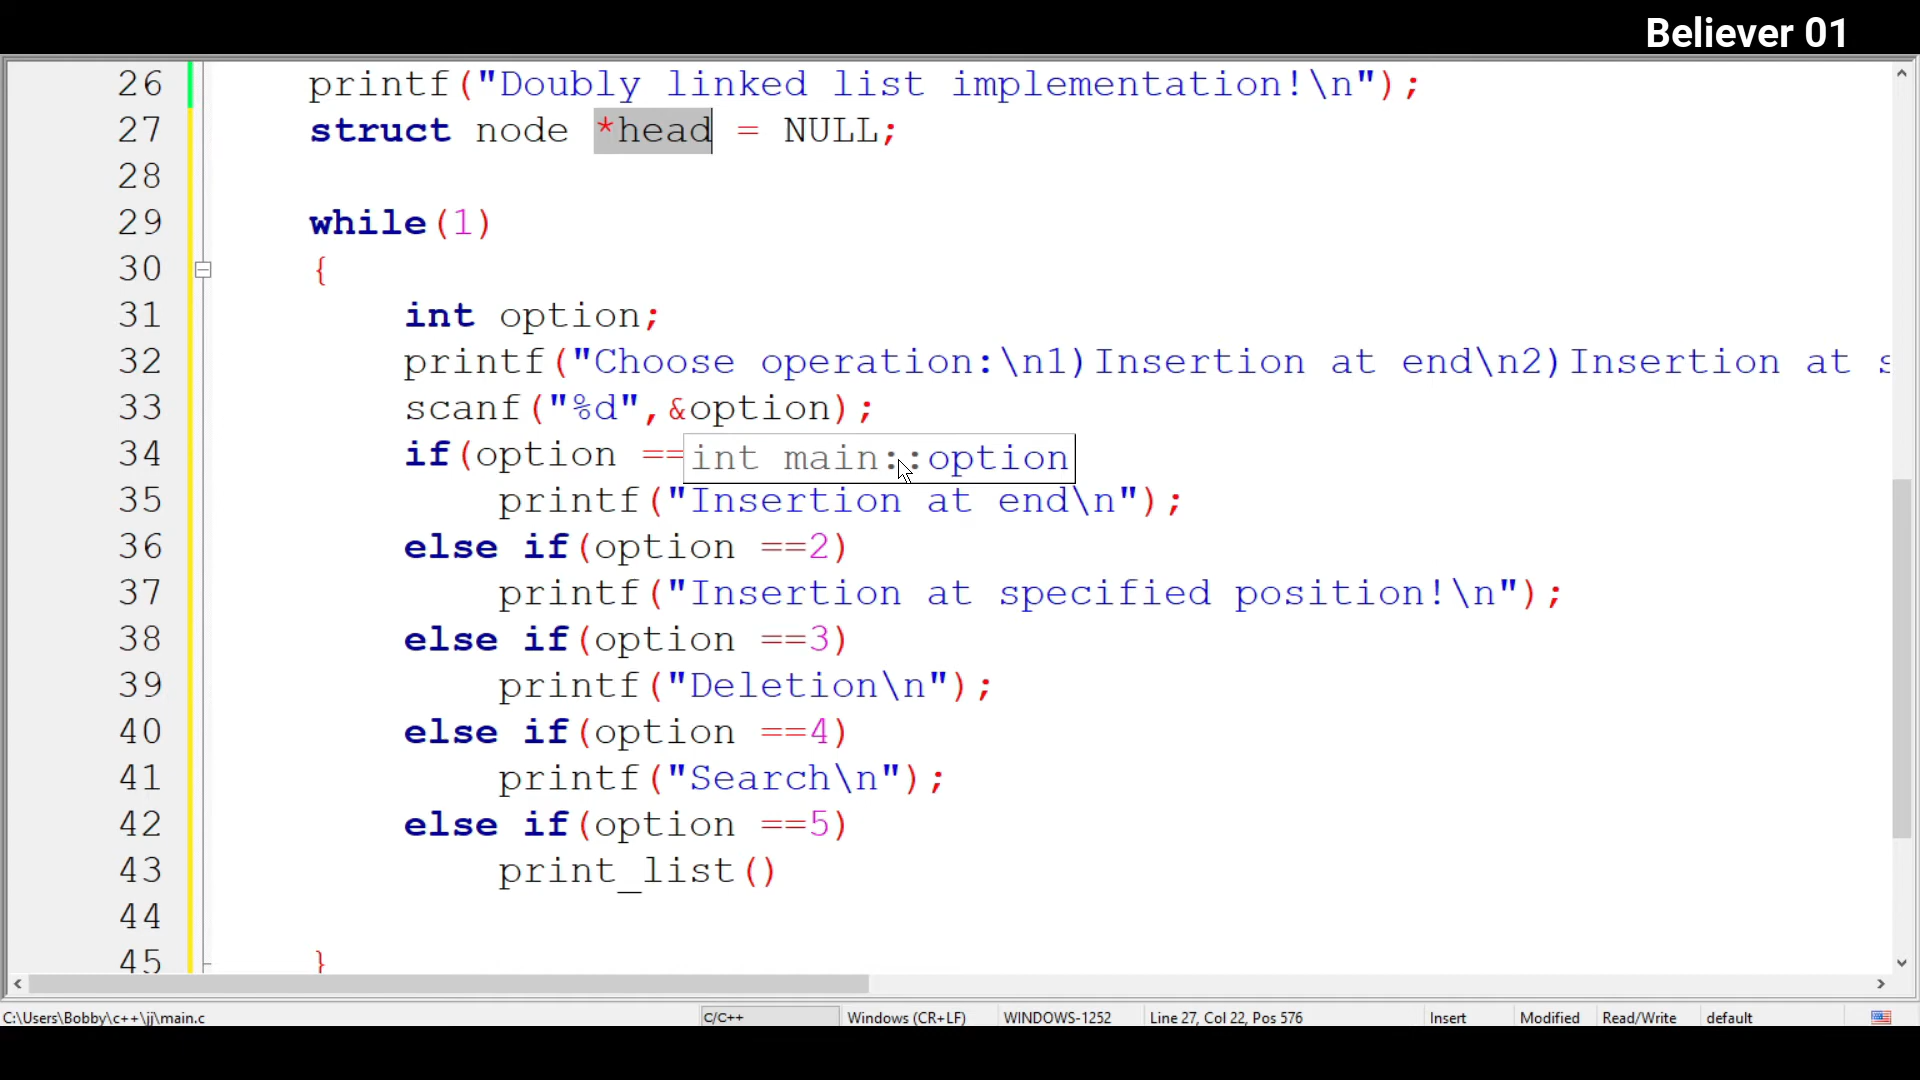 Believer 01
26 printf("Doubly linked list implementation!\n");
27 struct node *head = NULL;
28
29 while(1)
30 {
31 int option;
32 printf("Choose operation:\n1)Insertion at end\n2)Insertion at
33 scanf("%d",&option);
34 if(option == int main::option
35 printf("Insertion at end\n");
36 else if(option ==2)
37 printf("Insertion at specified position!\n");
38 else if(option ==3)
39 printf("Deletion\n");
40 else if(option ==4)
41 printf("Search\n");
42 else if(option ==5)
43 print_list()
44
45 }
C:\Users\Bobby\c++\jj\main.c C/C++ Windows (CR+LF) WINDOWS-1252 Line 27, Col 22, Pos 576 Insert Modified Read/Write default